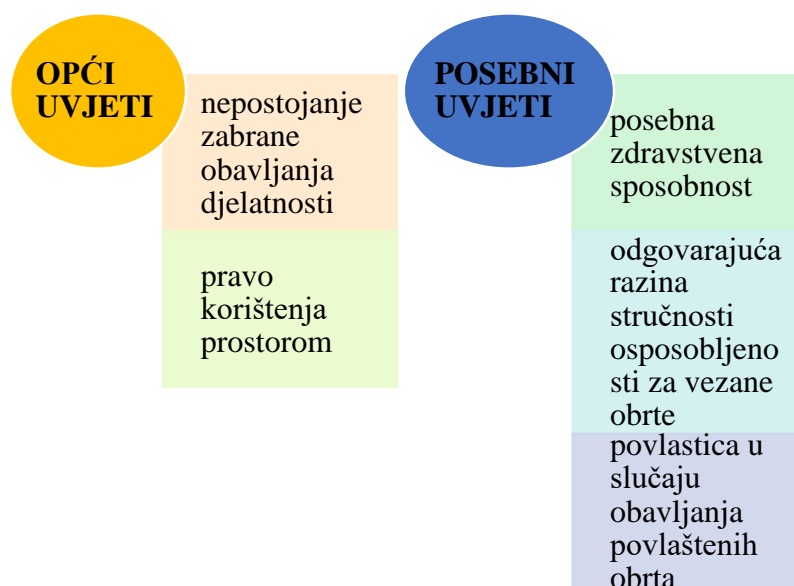 OPĆI
UVJETI
nepostojanje
zabrane
obavljanja
djelatnosti
pravo
korištenja
prostorom
POSEBNI
UVJETI
posebna
zdravstvena
sposobnost
odgovarajuća
razina
stručnosti
osposobljeno
sti za vezane
obrte
povlastica u
slučaju
obavljanja
povlaštenih
obrta